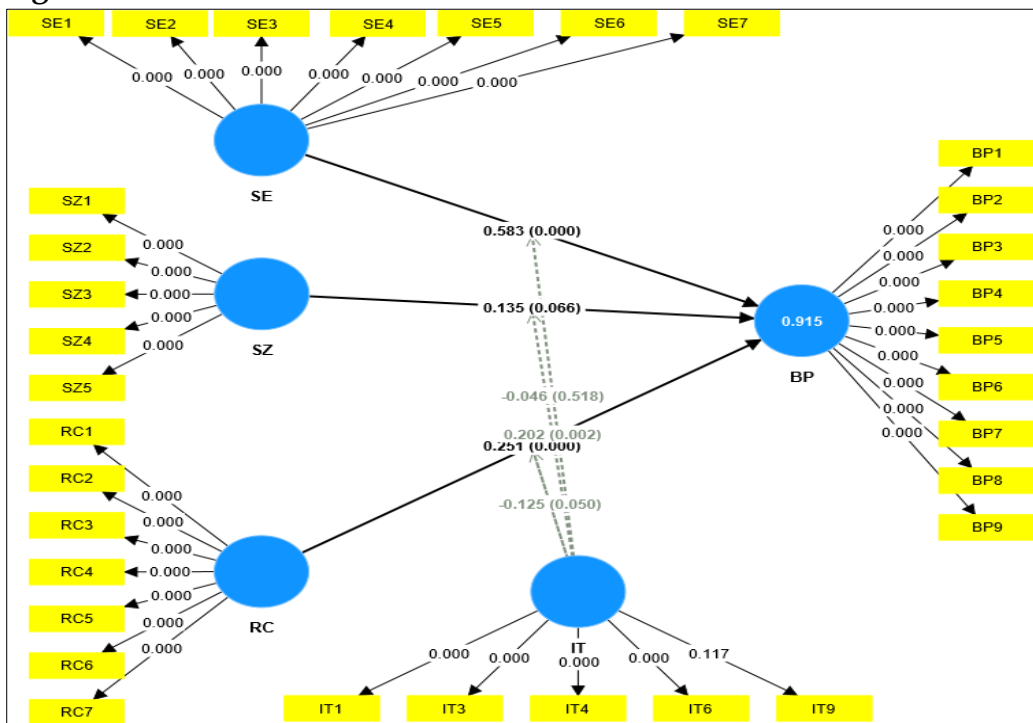 SE1 SE2 SE3 SE4 SE5 SE6 SE7
0.000 0.000 0.000 0.000 0.000 0.000 0.000
SE
SZ1
SZ2
SZ3
SZ4
SZ5
0.000
0.000
0.000
0.000
0.000
SZ
RC1
RC2
RC3
RC4
RC5
RC6
RC7
0.000
0.000
0.000
0.000
0.000
0.000
0.000
RC
0.583 (0.000)
0.135 (0.066)
-0.046 (0.518)
0.202 (0.002)
0.251 (0.000)
-0.125 (0.050)
0.915
BP
0.000
0.000
0.000
0.000
0.000
0.000
0.000
0.000
0.000
BP1
BP2
BP3
BP4
BP5
BP6
BP7
BP8
BP9
IT
0.000 0.000 0.000 0.000 0.117
IT1 IT3 IT4 IT6 IT9